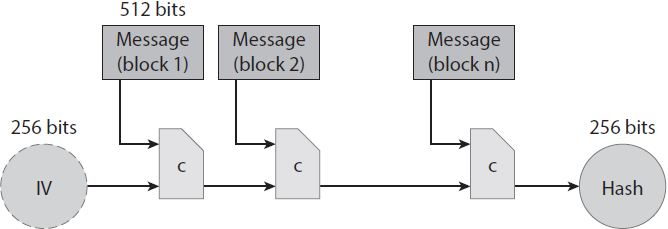 512 bits
Message
(block 1)
Message
(block 2)
Message
(block n)
256 bits
256 bits
IV
c
c
c
Hash